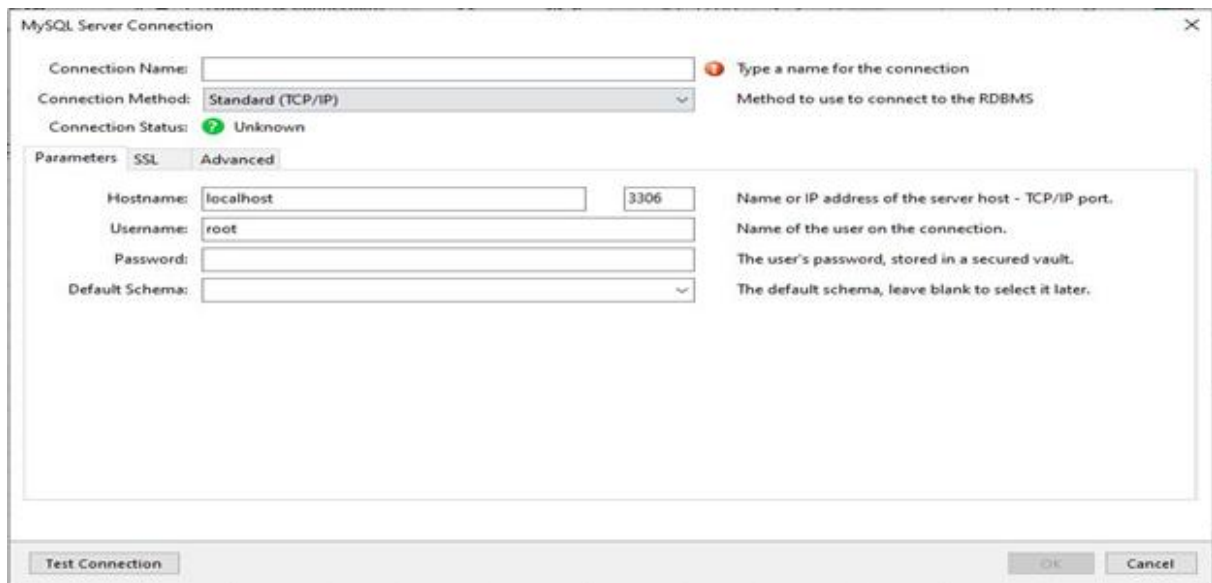 MySQL Server Connection
Connection Name: Type a name for the connection
Connection Method: Standard (TCP/IP) Method to use to connect to the RDBMS
Connection Status: ? Unknown
Parameters SSL Advanced
Hostname: localhost 3306 Name or IP address of the server host - TCP/IP port.
Username: root Name of the user on the connection.
Password: The user's password, stored in a secured vault.
Default Schema: The default schema, leave blank to select it later.
Test Connection OK Cancel